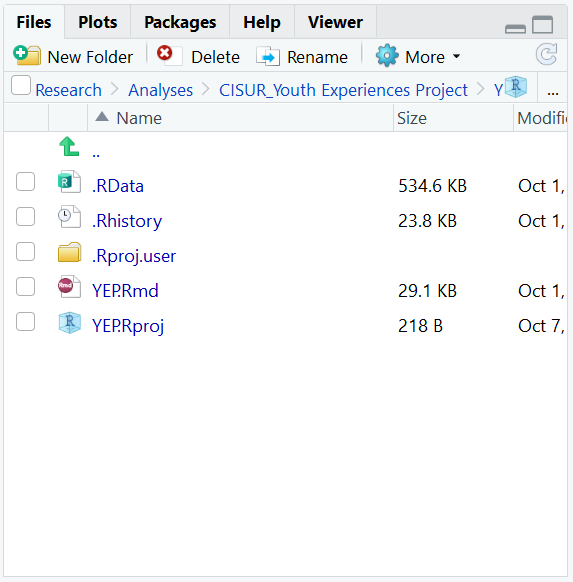 Files Plots Packages Help Viewer
New Folder Delete Rename More
Research Analyses CISUR_Youth Experiences Project Y R ...
Name Size Modifi
..
.RData 534.6 KB Oct 1,
.Rhistory 23.8 KB Oct 1,
.Rproj.user
YEP.Rmd 29.1 KB Oct 1,
YEP.Rproj 218 B Oct 7,